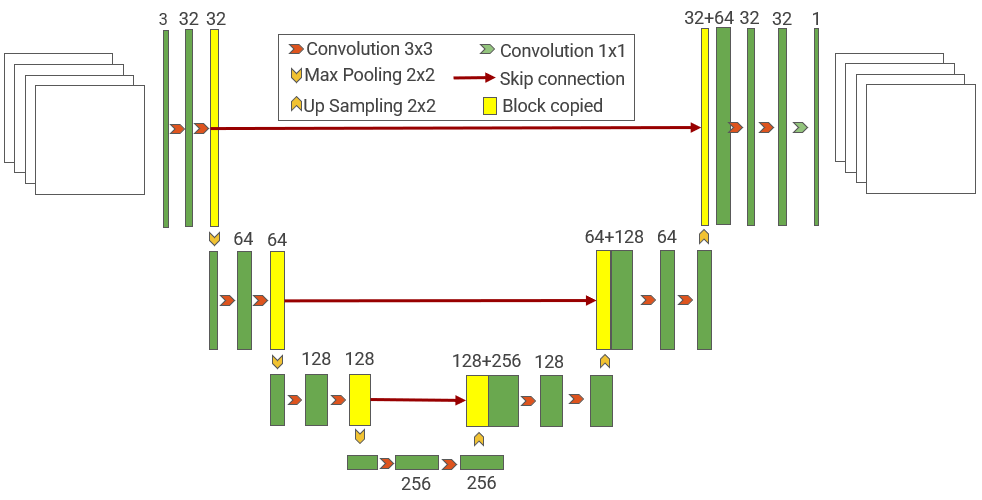 3 32 32
32+64 32 32 1
Convolution 3x3
Convolution 1x1
Max Pooling 2x2
Skip connection
Up Sampling 2x2
Block copied
64 64
64+128 64
128 128
128+256 128
256 256